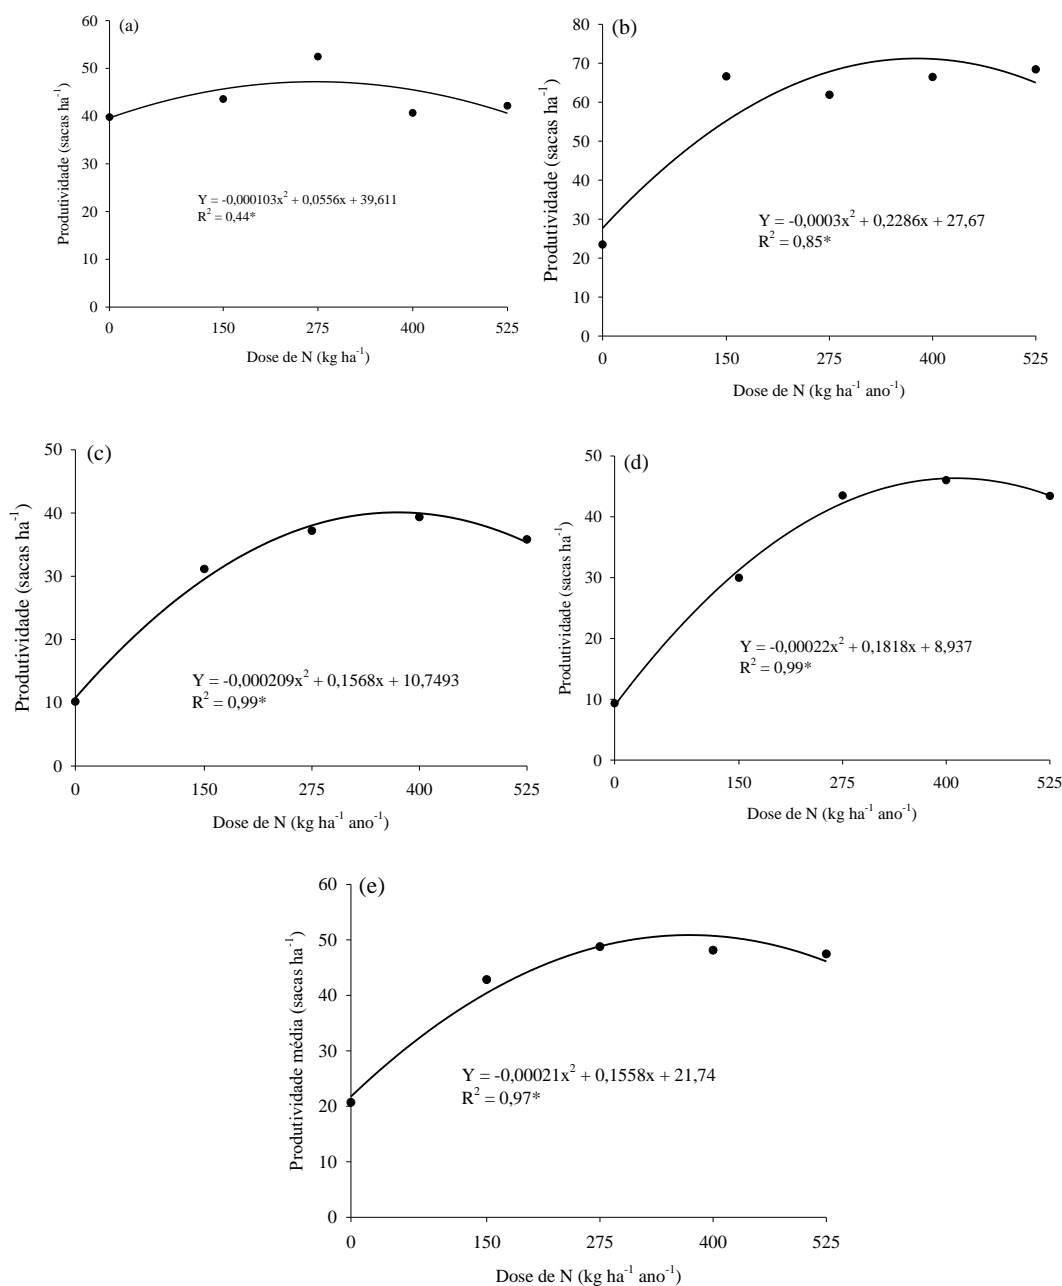 (a)
Produtividade (sacas ha⁻¹)
60
50
40
30
20
10
0
Y = -0,000103x² + 0,0556x + 39,611
R² = 0,44*
0 150 275 400 525
Dose de N (kg ha⁻¹)
(b)
Produtividade (sacas ha⁻¹)
80
70
60
50
40
30
20
10
0
Y = -0,0003x² + 0,2286x + 27,67
R² = 0,85*
0 150 275 400 525
Dose de N (kg ha⁻¹ ano⁻¹)
(c)
Produtividade (sacas ha⁻¹)
50
40
30
20
10
0
Y = -0,000209x² + 0,1568x + 10,7493
R² = 0,99*
0 150 275 400 525
Dose de N (kg ha⁻¹ ano⁻¹)
(d)
Produtividade (sacas ha⁻¹)
50
40
30
20
10
0
Y = -0,00022x² + 0,1818x + 8,937
R² = 0,99*
0 150 275 400 525
Dose de N (kg ha⁻¹ ano⁻¹)
(e)
Produtividade média (sacas ha⁻¹)
60
50
40
30
20
10
0
Y = -0,00021x² + 0,1558x + 21,74
R² = 0,97*
0 150 275 400 525
Dose de N (kg ha⁻¹ ano⁻¹)